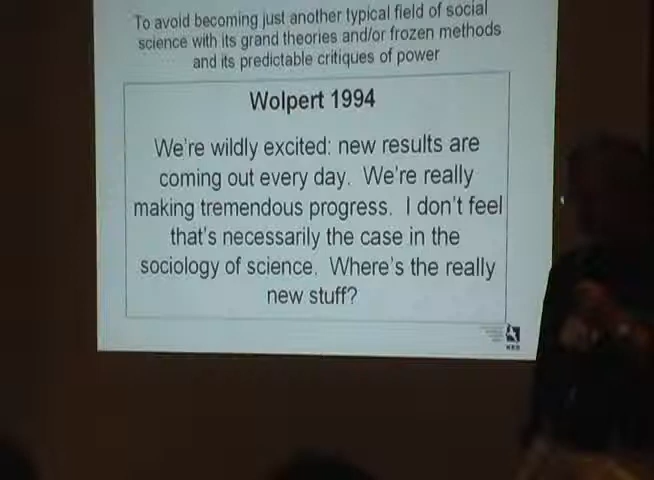 To avoid becoming just another typical field of social
science with its grand theories and/or frozen methods
and its predictable critiques of power
Wolpert 1994
We're wildly excited: new results are
coming out every day. We're really
making tremendous progress. I don't feel
that's necessarily the case in the
sociology of science. Where's the really
new stuff?